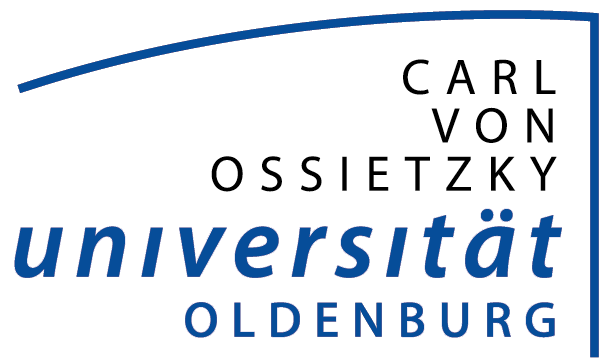 CARL
VON
OSSIETZKY
universität
OLDENBURG